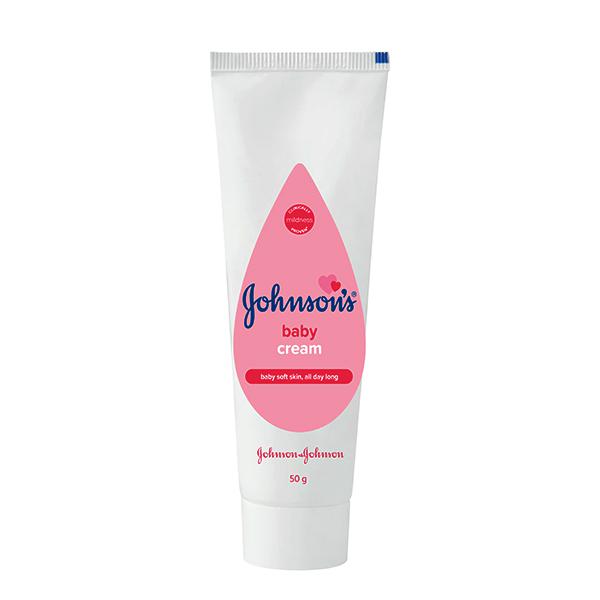 CLINICALLY
mildness
PROVEN*
Johnson's®
baby
cream
baby soft skin, all day long
Johnson & Johnson
50 g